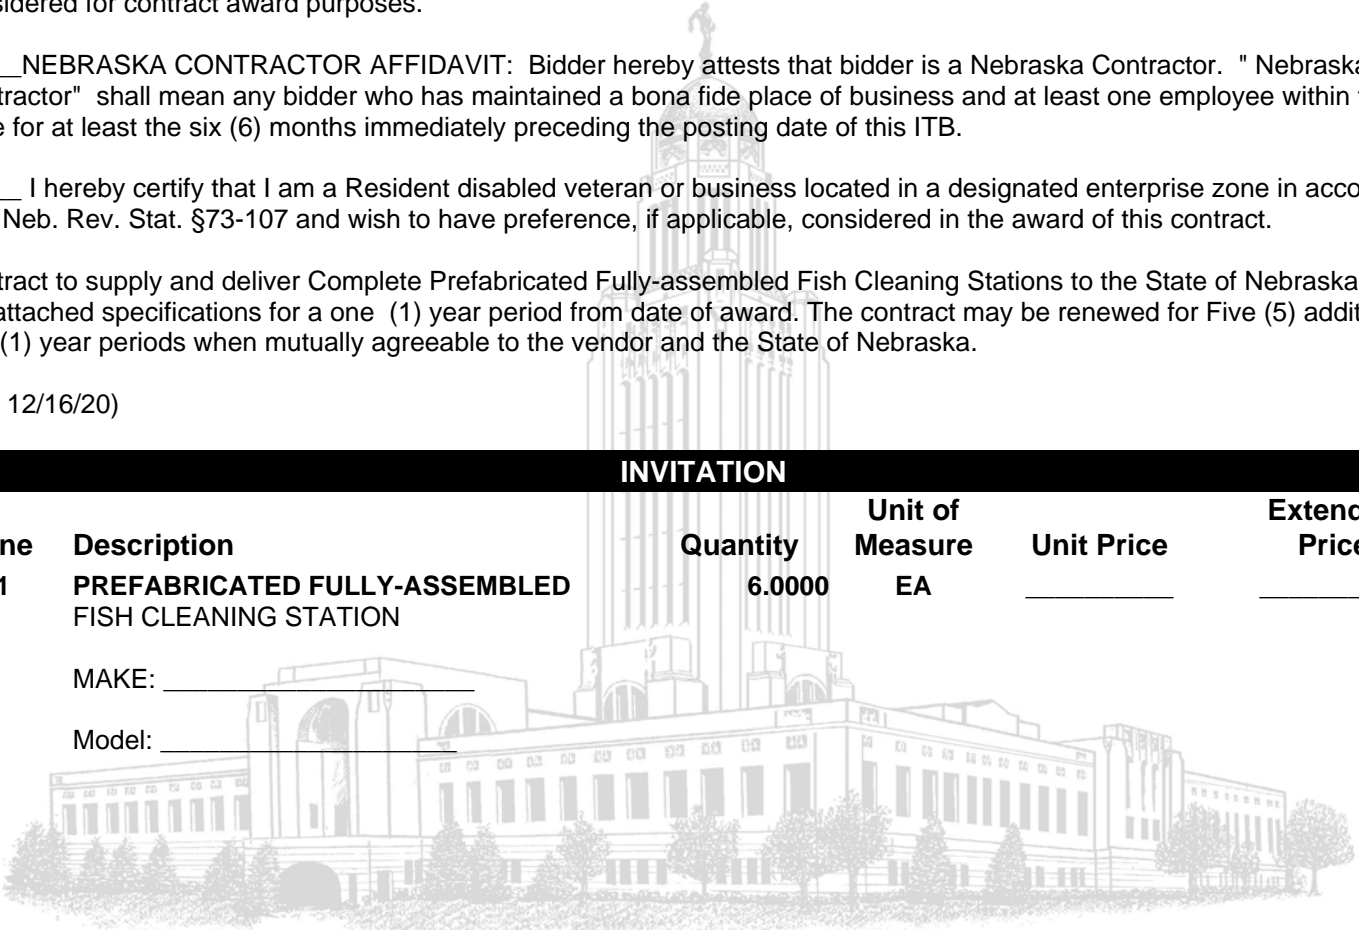 sidered for contract award purposes.
__NEBRASKA CONTRACTOR AFFIDAVIT: Bidder hereby attests that bidder is a Nebraska Contractor. " Nebraska
tractor" shall mean any bidder who has maintained a bona fide place of business and at least one employee within
e for at least the six (6) months immediately preceding the posting date of this ITB.
__ I hereby certify that I am a Resident disabled veteran or business located in a designated enterprise zone in acco
Neb. Rev. Stat. §73-107 and wish to have preference, if applicable, considered in the award of this contract.
tract to supply and deliver Complete Prefabricated Fully-assembled Fish Cleaning Stations to the State of Nebraska
attached specifications for a one (1) year period from date of award. The contract may be renewed for Five (5) addit
(1) year periods when mutually agreeable to the vendor and the State of Nebraska.
12/16/20)
INVITATION
ne Description Quantity Unit of Measure Unit Price Extend Price
1 PREFABRICATED FULLY-ASSEMBLED 6.0000 EA __________ _______
FISH CLEANING STATION
MAKE: _____________________
Model: ____________________